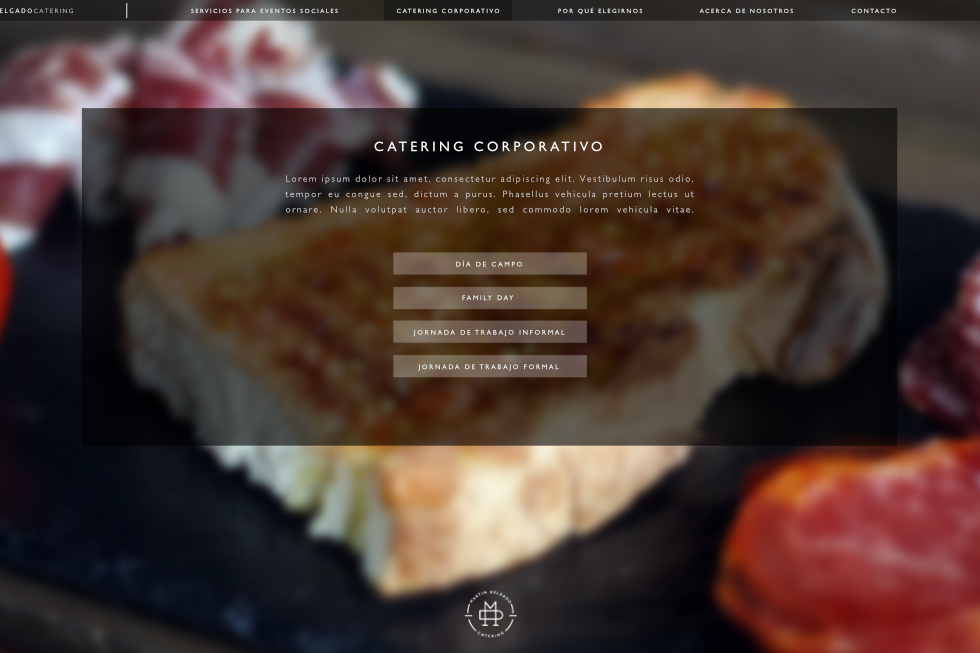 ELGADOCATERING
SERVICIOS PARA EVENTOS SOCIALES
CATERING CORPORATIVO
POR QUÉ ELEGIRNOS
ACERCA DE NOSOTROS
CONTACTO
CATERING CORPORATIVO
Lorem ipsum dolor sit amet, consectetur adipiscing elit. Vestibulum risus odio,
tempor eu congue sed, dictum a purus. Phasellus vehicula pretium lectus ut
ornare. Nulla volutpat auctor libero, sed commodo lorem vehicula vitae.
DÍA DE CAMPO
FAMILY DAY
JORNADA DE TRABAJO INFORMAL
JORNADA DE TRABAJO FORMAL
MARTIN DELGADO
CATERING